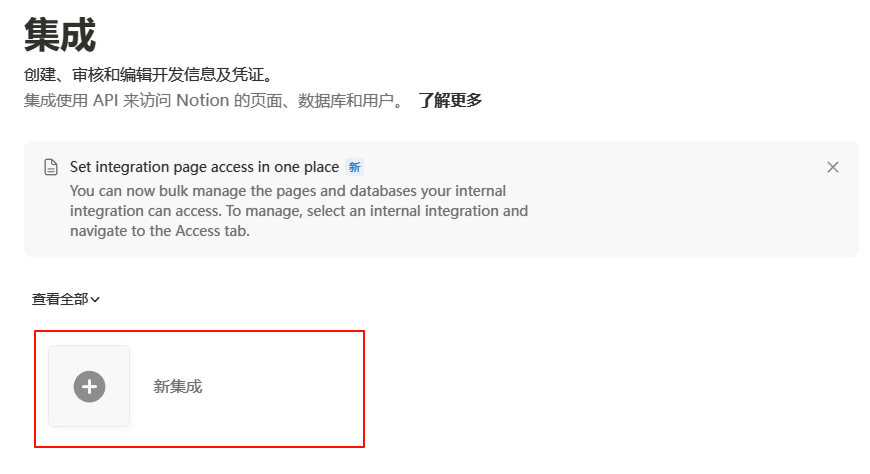 集成
创建、审核和编辑开发信息及凭证。
集成使用 API 来访问 Notion 的页面、数据库和用户。 了解更多
Set integration page access in one place 新
You can now bulk manage the pages and databases your internal
integration can access. To manage, select an internal integration and
navigate to the Access tab.
查看全部
新集成